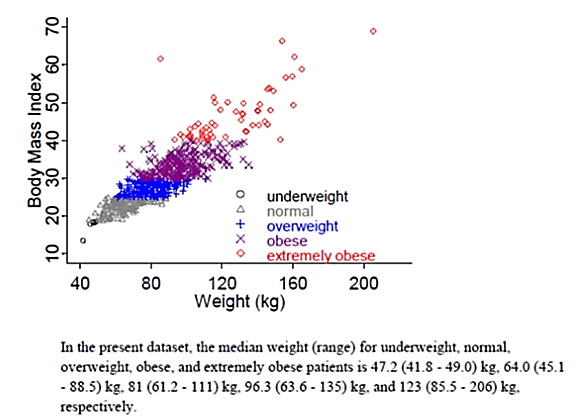 70
60
50
40
30
20
10
Body Mass Index
underweight
normal
overweight
obese
extremely obese
40 80 120 160 200
Weight (kg)
In the present dataset, the median weight (range) for underweight, normal,
overweight, obese, and extremely obese patients is 47.2 (41.8 - 49.0) kg, 64.0 (45.1
- 88.5) kg, 81 (61.2 - 111) kg, 96.3 (63.6 - 135) kg, and 123 (85.5 - 206) kg,
respectively.